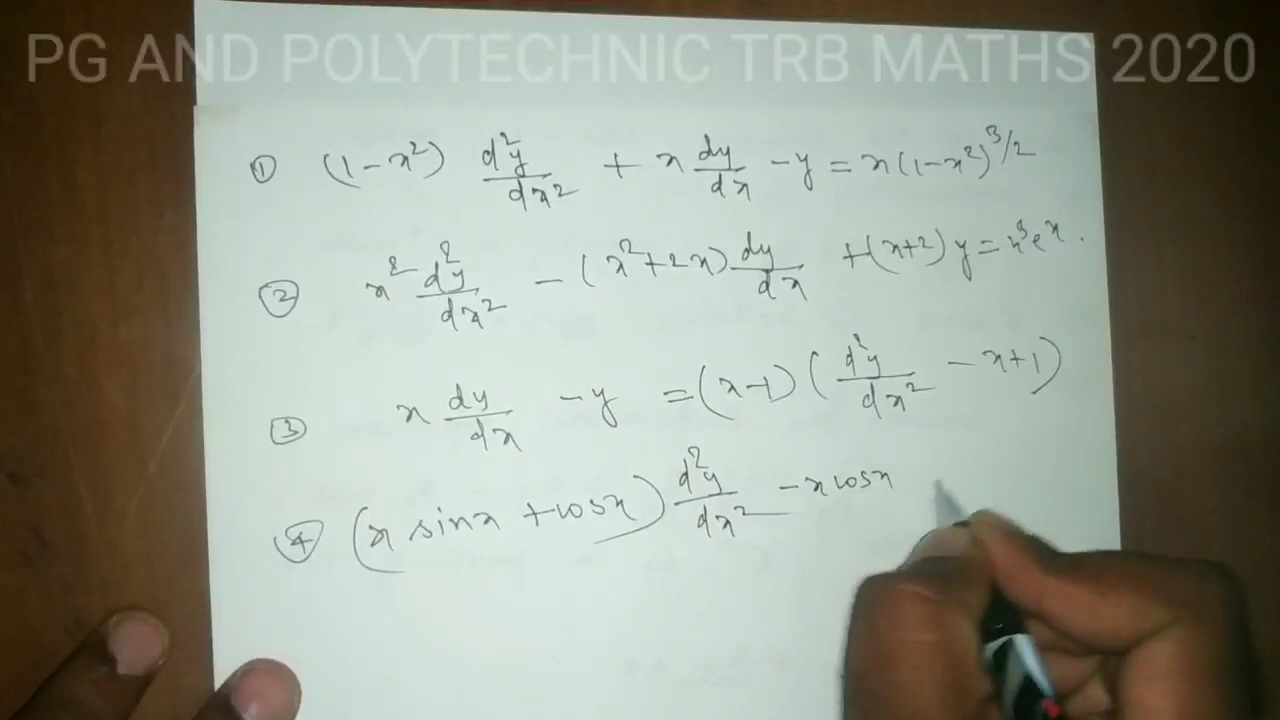 PG AND POLYTECHNIC TRB MATHS 2020
① (1-x²) d²y/dx² + x dy/dx - y = x(1-x²)^3/2
② x² d²y/dx² - (x²+2x) dy/dx + (x+2) y = x³eˣ.
③ x dy/dx - y = (x-1) (d²y/dx² - x+1)
④ (x sinx + cosx) d²y/dx² - x cosx